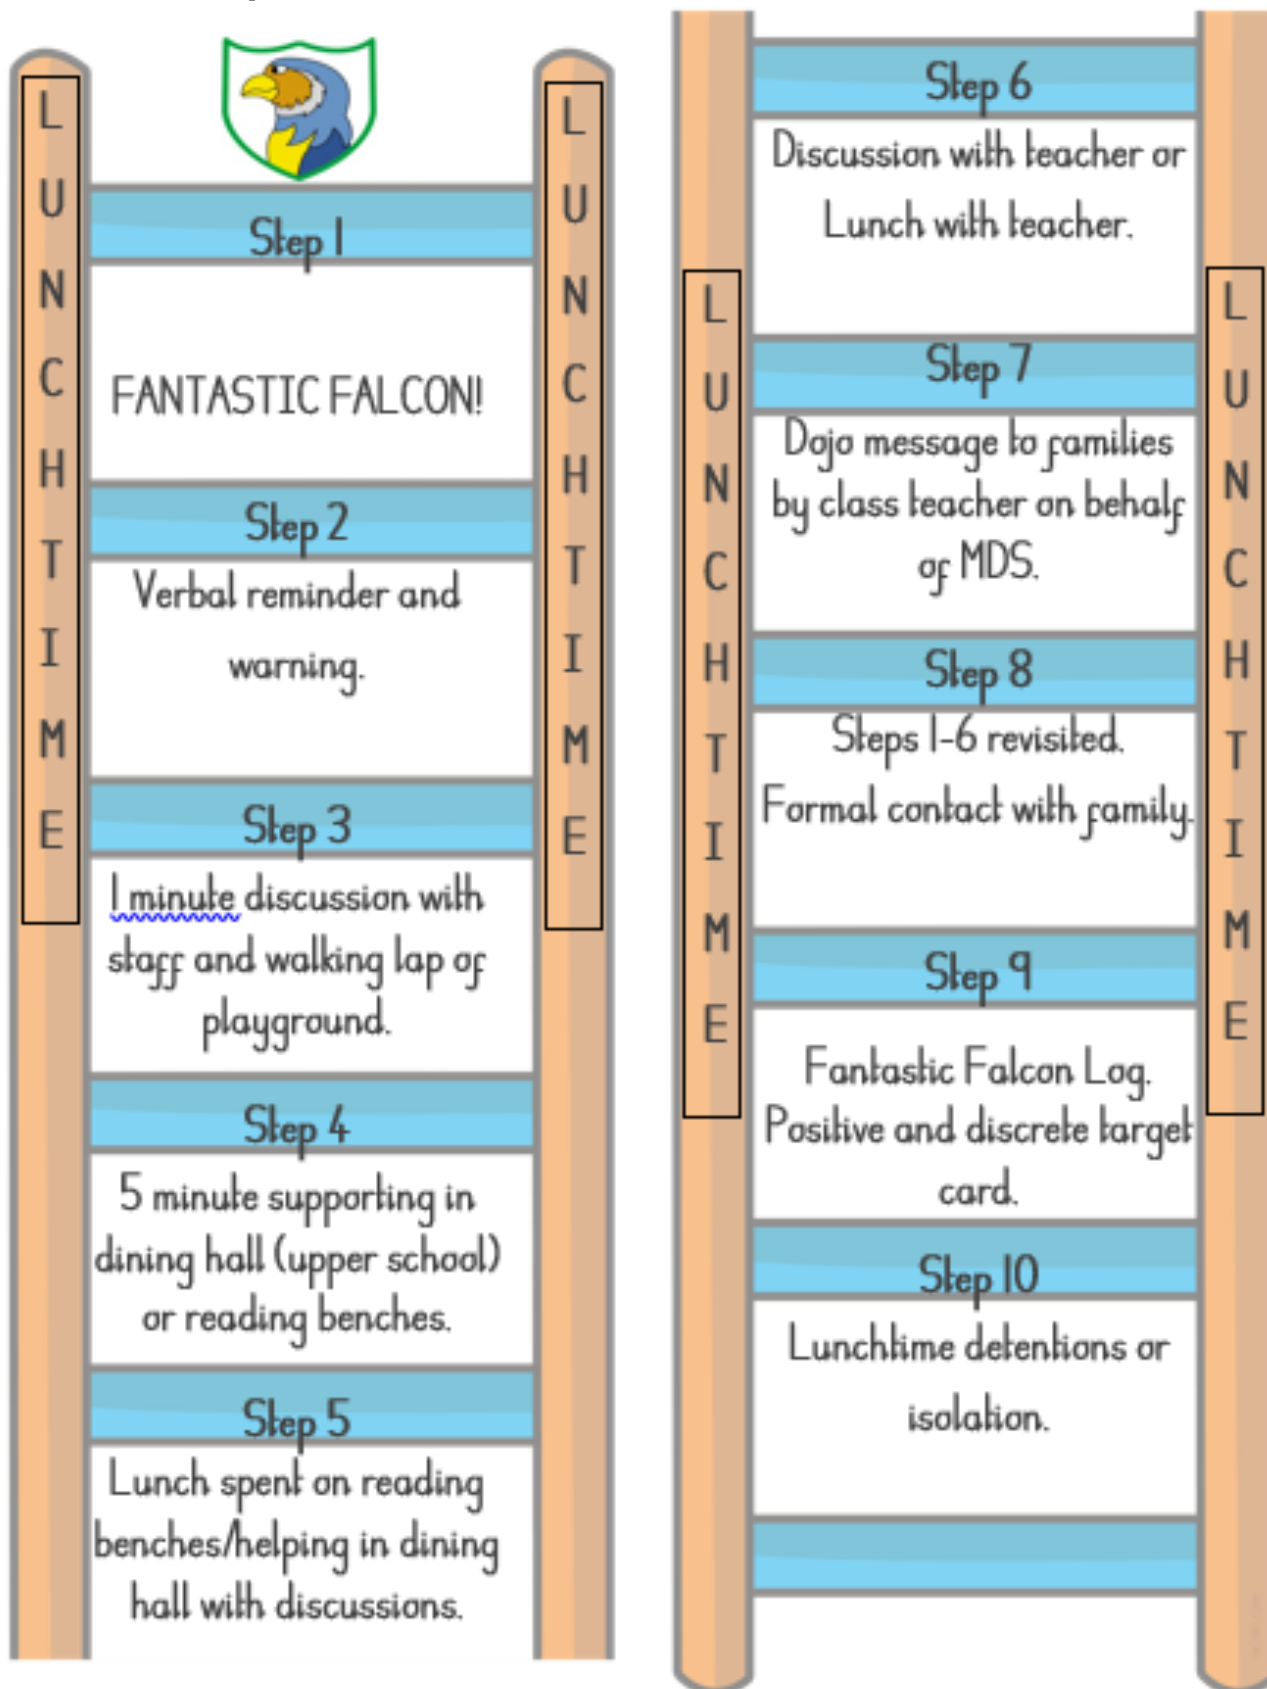 L
U
N
C
H
T
I
M
E
Step 1
FANTASTIC FALCON!
Step 2
Verbal reminder and
warning.
Step 3
1 minute discussion with
staff and walking lap of
playground.
Step 4
5 minute supporting in
dining hall (upper school)
or reading benches.
Step 5
Lunch spent on reading
benches/helping in dining
hall with discussions.
L
U
N
C
H
T
I
M
E
L
U
N
C
H
T
I
M
E
Step 6
Discussion with teacher or
Lunch with teacher.
Step 7
Dojo message to families
by class teacher on behalf
of MDS.
Step 8
Steps 1-6 revisited.
Formal contact with family.
Step 9
Fantastic Falcon Log.
Positive and discrete target
card.
Step 10
Lunchtime detentions or
isolation.
L
U
N
C
H
T
I
M
E